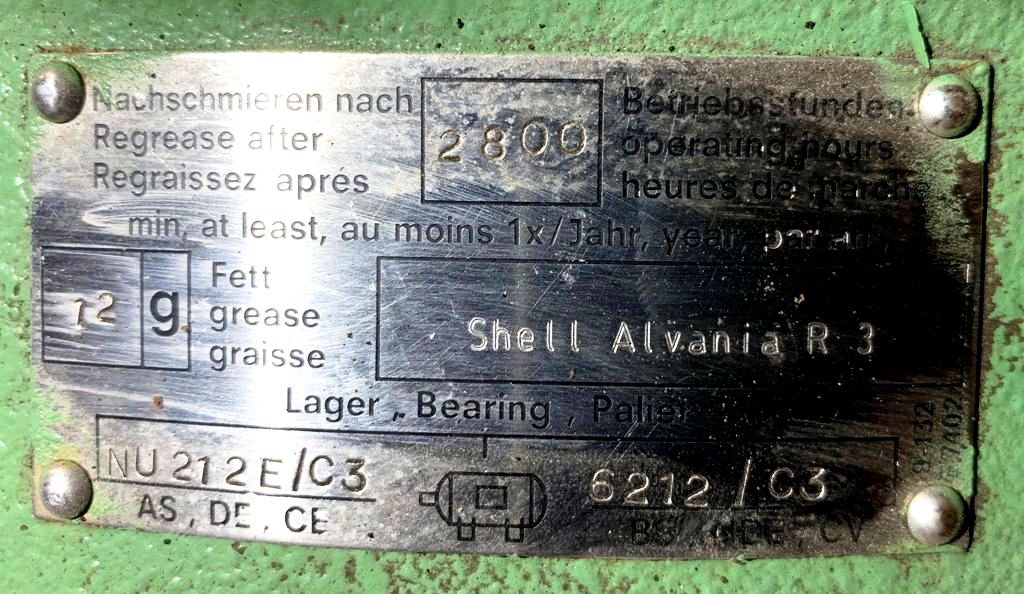 Nachschmieren nach 2800 Betriebsstunden
Regrease after operating hours
Regraissez aprés heures de marche
min, at least, au moins 1x/Jahr, year, par an
12 g Fett
grease
graisse
Shell Alvania R 3
Lager, Bearing, Palier
NU 212 E/C3 6212 / C3
AS, DE, CE BS, NDE, CV